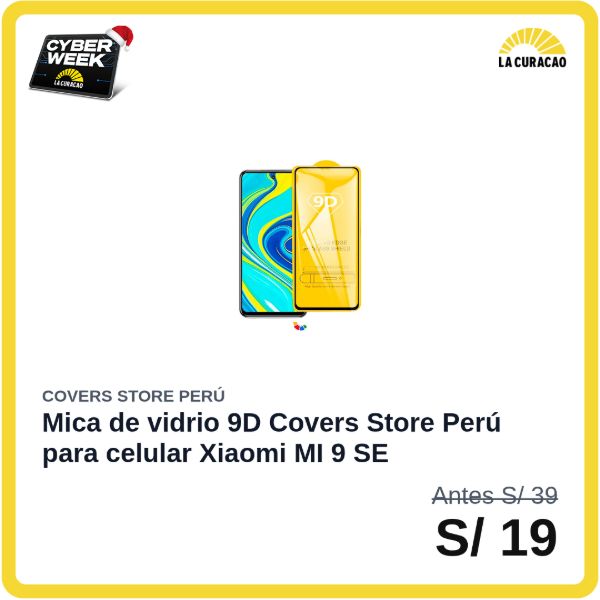 CYBER
WEEK
LA CURACAO
LA CURACAO
9D
COVERS STORE PERÚ
Mica de vidrio 9D Covers Store Perú
para celular Xiaomi MI 9 SE
Antes S/ 39
S/ 19